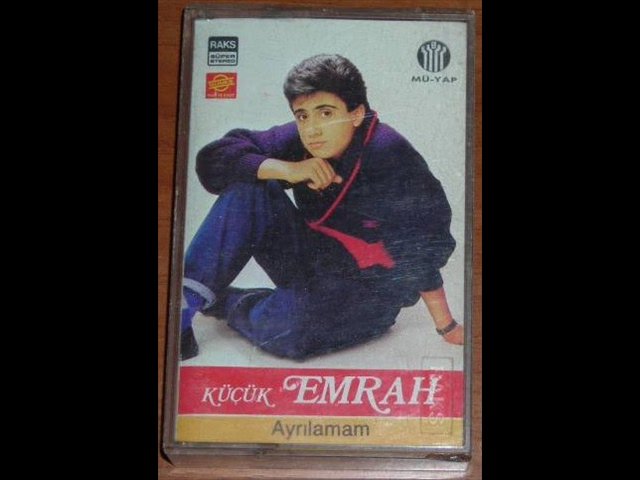 RAKS
SÜPER
STEREO
MÜ-YAP
KÜÇÜK EMRAH
Ayrılamam